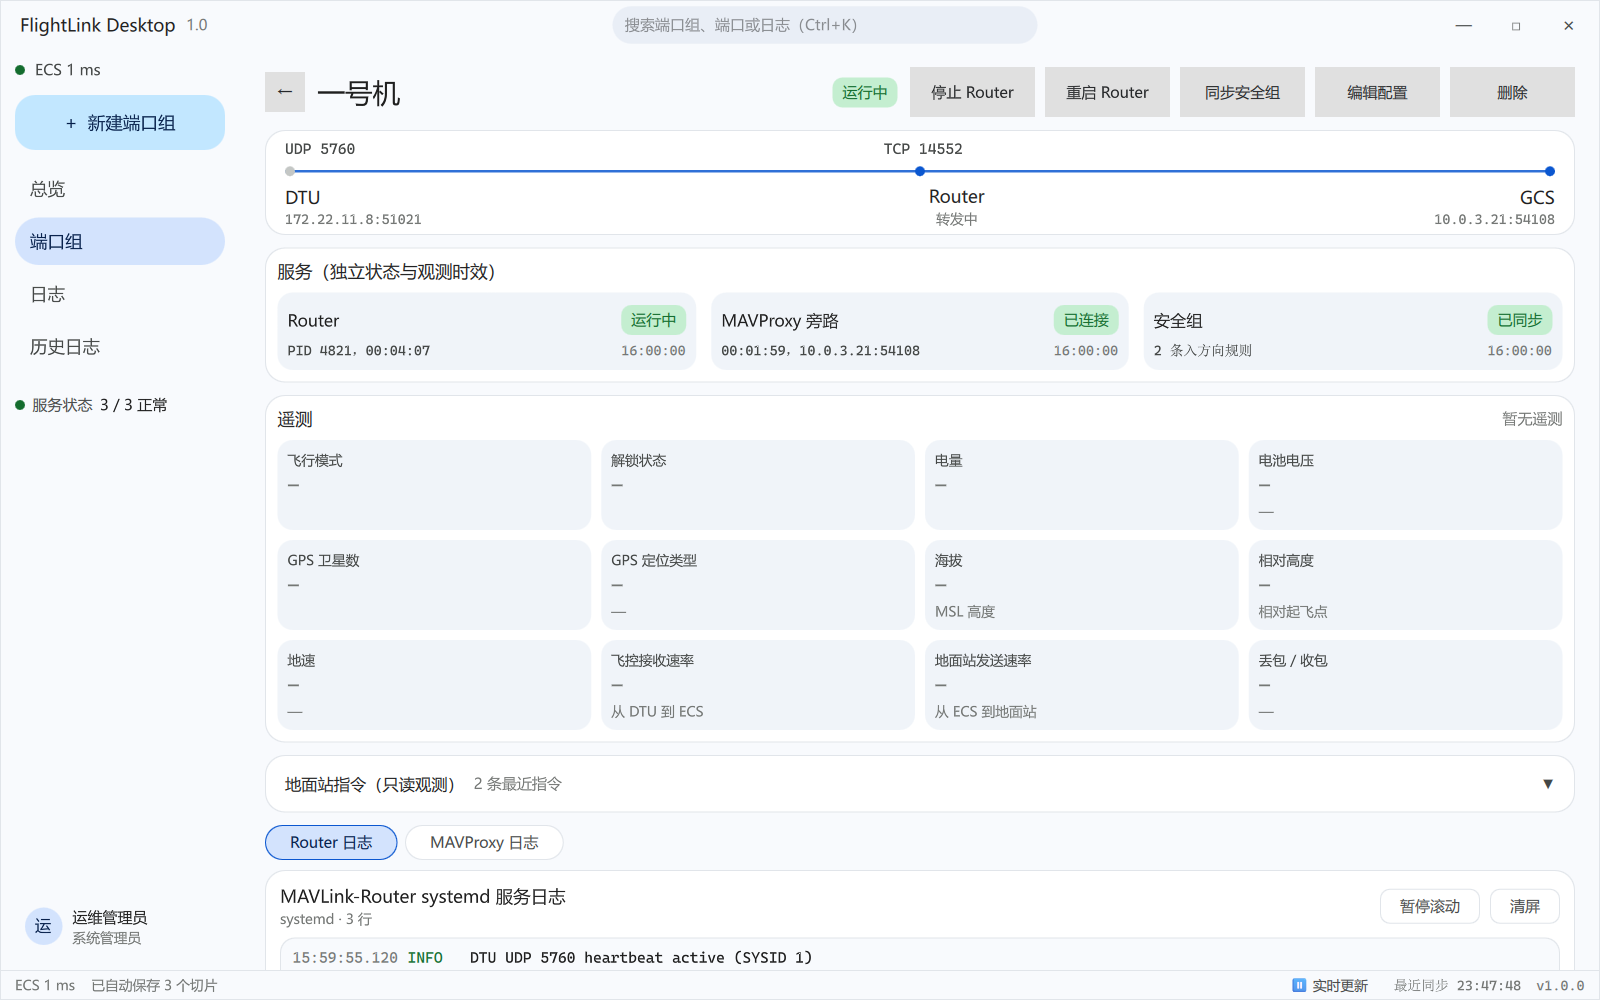 FlightLink Desktop 1.0
搜索端口组、端口或日志（Ctrl+K）
ECS 1 ms
+ 新建端口组
总览
端口组
日志
历史日志
服务状态 3 / 3 正常
运
运维管理员
系统管理员
← 一号机
运行中
停止 Router
重启 Router
同步安全组
编辑配置
删除
UDP 5760
TCP 14552
DTU
172.22.11.8:51021
Router
转发中
GCS
10.0.3.21:54108
服务（独立状态与观测时效）
Router 运行中
PID 4821, 00:04:07 16:00:00
MAVProxy 旁路 已连接
00:01:59, 10.0.3.21:54108 16:00:00
安全组 已同步
2 条入方向规则 16:00:00
遥测 暂无遥测
飞行模式
—
解锁状态
—
电量
—
电池电压
—
—
GPS 卫星数
—
GPS 定位类型
—
—
海拔
—
MSL 高度
相对高度
—
相对起飞点
地速
—
—
飞控接收速率
—
从 DTU 到 ECS
地面站发送速率
—
从 ECS 到地面站
丢包 / 收包
—
—
地面站指令（只读观测） 2 条最近指令 ▼
Router 日志
MAVProxy 日志
MAVLink-Router systemd 服务日志
systemd · 3 行
暂停滚动
清屏
15:59:55.120 INFO DTU UDP 5760 heartbeat active (SYSID 1)
ECS 1 ms 已自动保存 3 个切片
实时更新 最近同步 23:47:48 v1.0.0